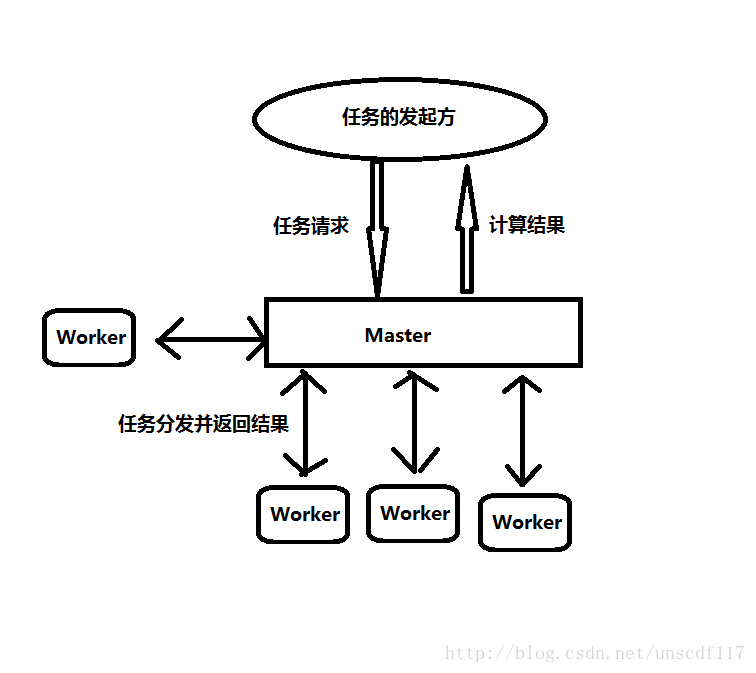 任务的发起方
任务请求
计算结果
Worker
Master
任务分发并返回结果
Worker
Worker
Worker
http://blog.csdn.net/unscdf117